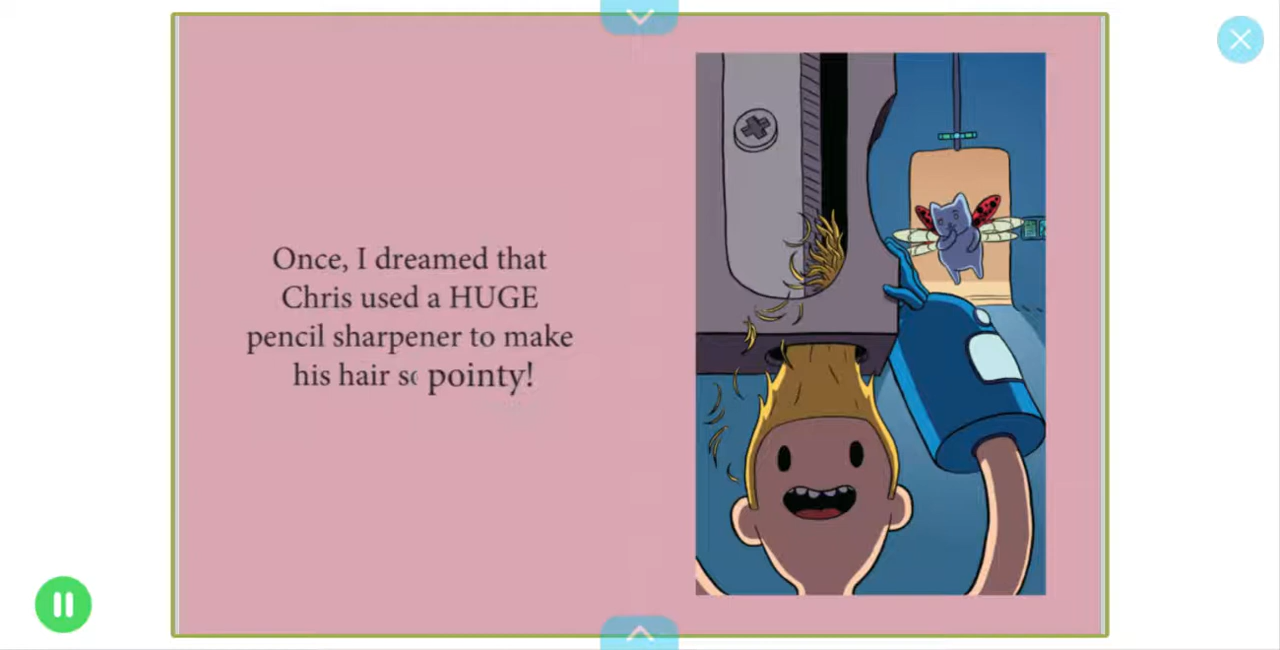 Once, I dreamed that
Chris used a HUGE
pencil sharpener to make
his hair so pointy!